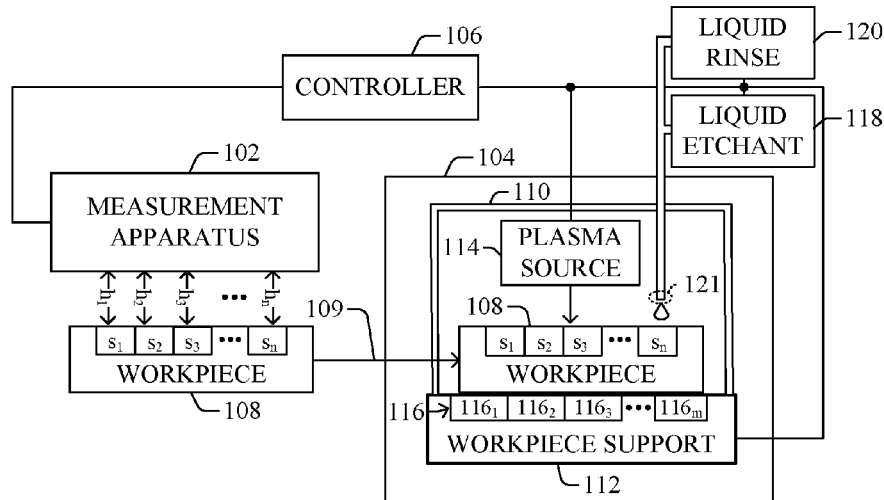 LIQUID
RINSE
120
106
CONTROLLER
LIQUID
ETCHANT
118
102
104
MEASUREMENT
APPARATUS
110
114
PLASMA
SOURCE
h1 h2 h3 ••• hn
109
108
121
s1 s2 s3 ••• sn
WORKPIECE
108
s1 s2 s3 ••• sn
WORKPIECE
116
1161 1162 1163 ••• 116m
WORKPIECE SUPPORT
112